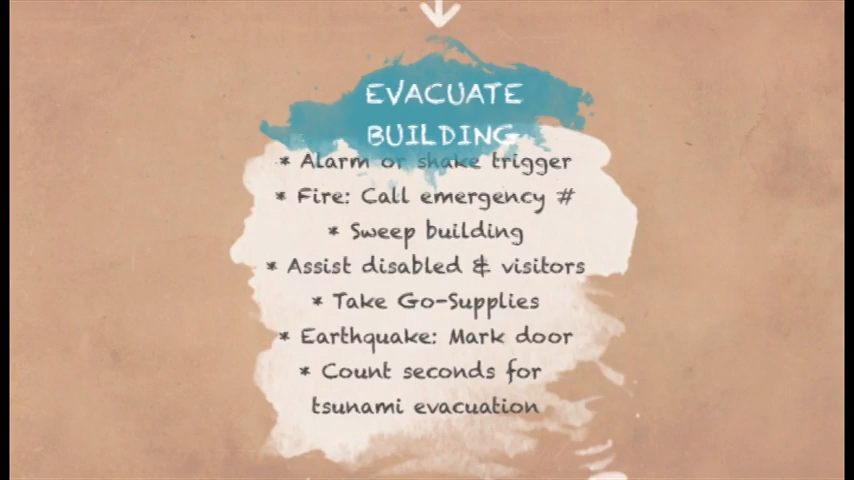 EVACUATE
BUILDING
* Alarm or shake trigger
* Fire: Call emergency #
* Sweep building
* Assist disabled & visitors
* Take Go-Supplies
* Earthquake: Mark door
* Count seconds for
tsunami evacuation